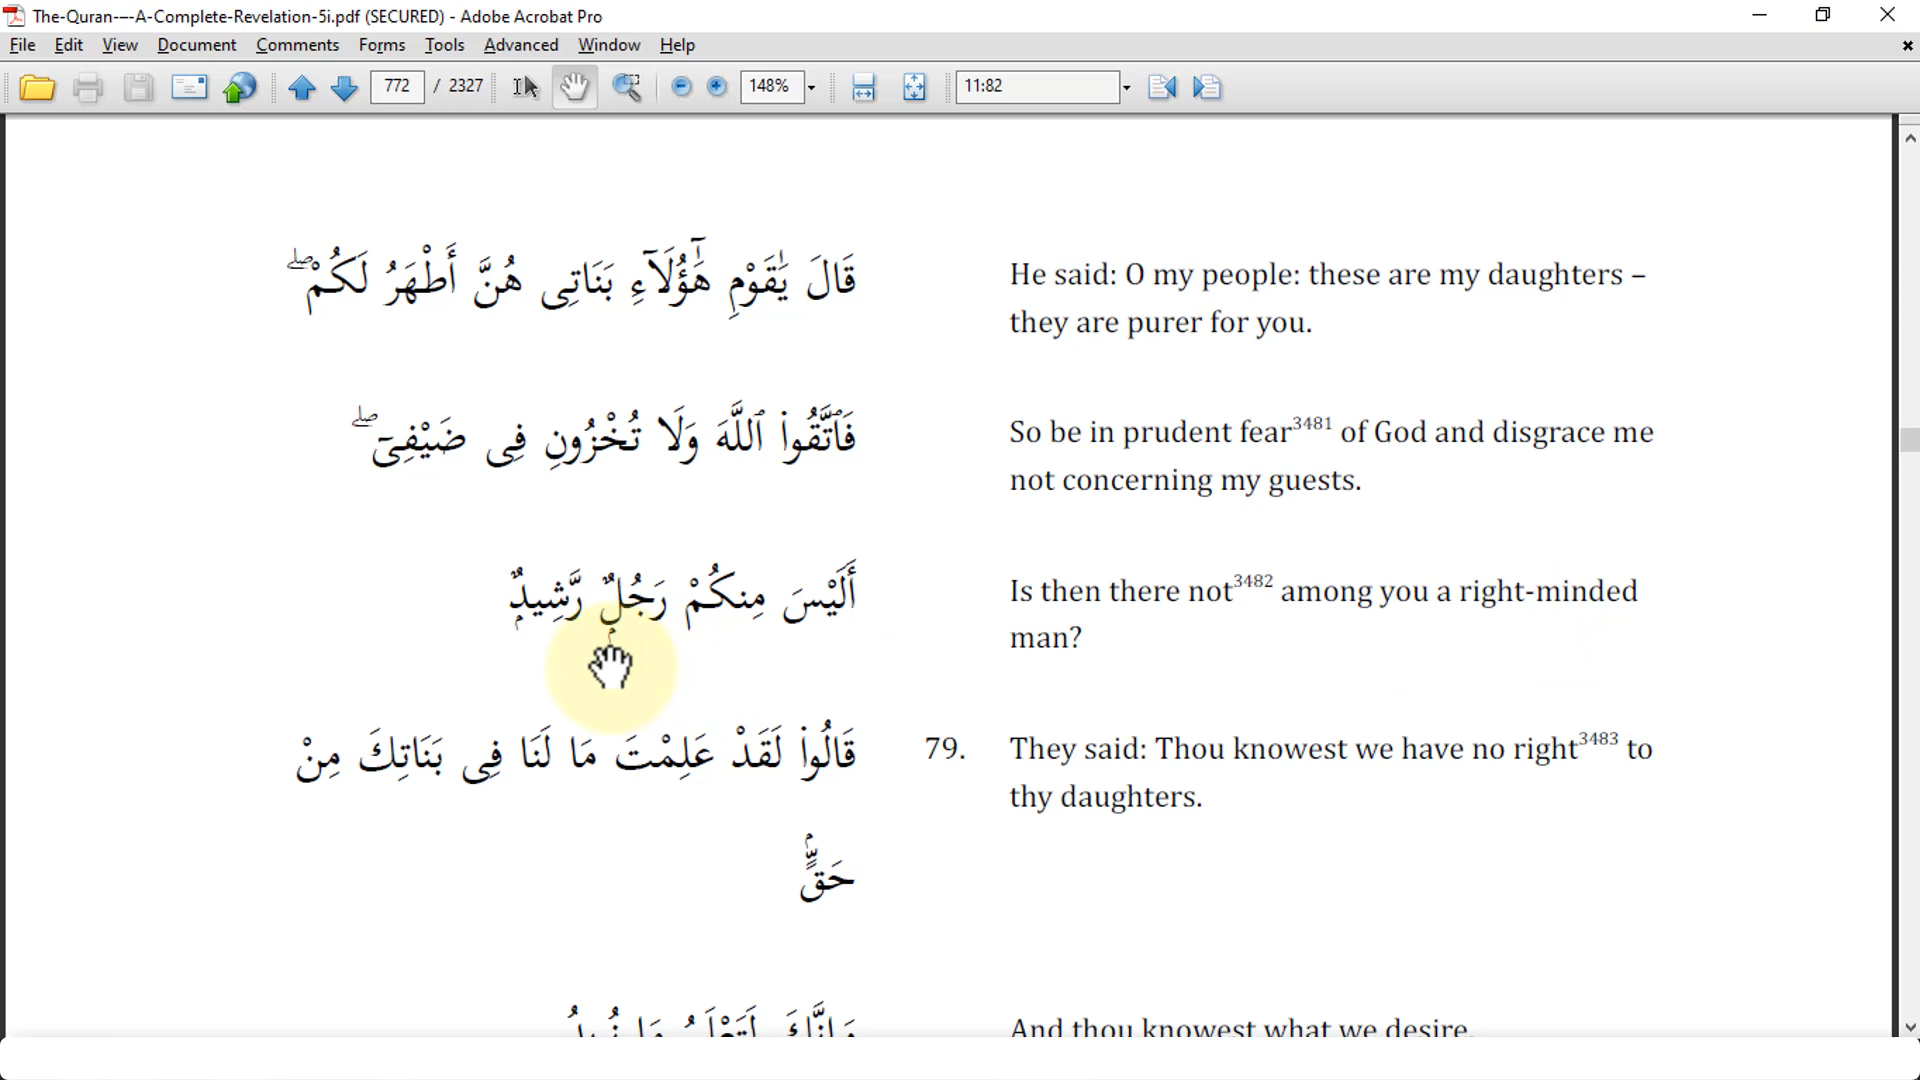 The-Quran-—-A-Complete-Revelation-5i.pdf (SECURED) - Adobe Acrobat Pro
File Edit View Document Comments Forms Tools Advanced Window Help
772 / 2327 148% 11:82
قَالَ يَٰقَوْمِ هَٰٓؤُلَآءِ بَنَاتِى هُنَّ أَطْهَرُ لَكُمْ ۖ
He said: O my people: these are my daughters –
they are purer for you.
فَٱتَّقُوا۟ ٱللَّهَ وَلَا تُخْزُونِ فِى ضَيْفِىٓ ۖ
So be in prudent fear3481 of God and disgrace me
not concerning my guests.
أَلَيْسَ مِنكُمْ رَجُلٌۭ رَّشِيدٌۭ
Is then there not3482 among you a right-minded
man?
قَالُوا۟ لَقَدْ عَلِمْتَ مَا لَنَا فِى بَنَاتِكَ مِنْ
حَقٍّۢ
79. They said: Thou knowest we have no right3483 to
thy daughters.
وَإِنَّكَ لَتَعْلَمُ مَا نُرِيدُ
And thou knowest what we desire.